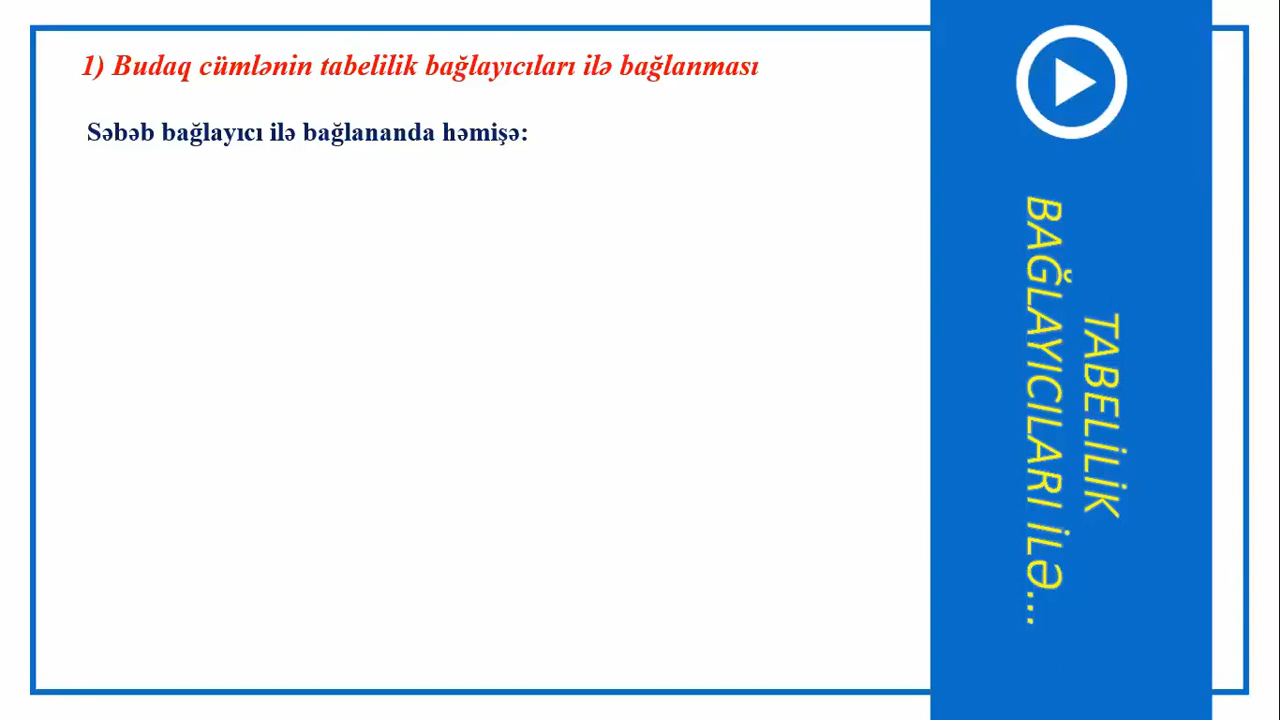 1) Budaq cümlənin tabelilik bağlayıcıları ilə bağlanması
Səbəb bağlayıcı ilə bağlananda həmişə:
TABELİLİK
BAĞLAYICILARI İLƏ...